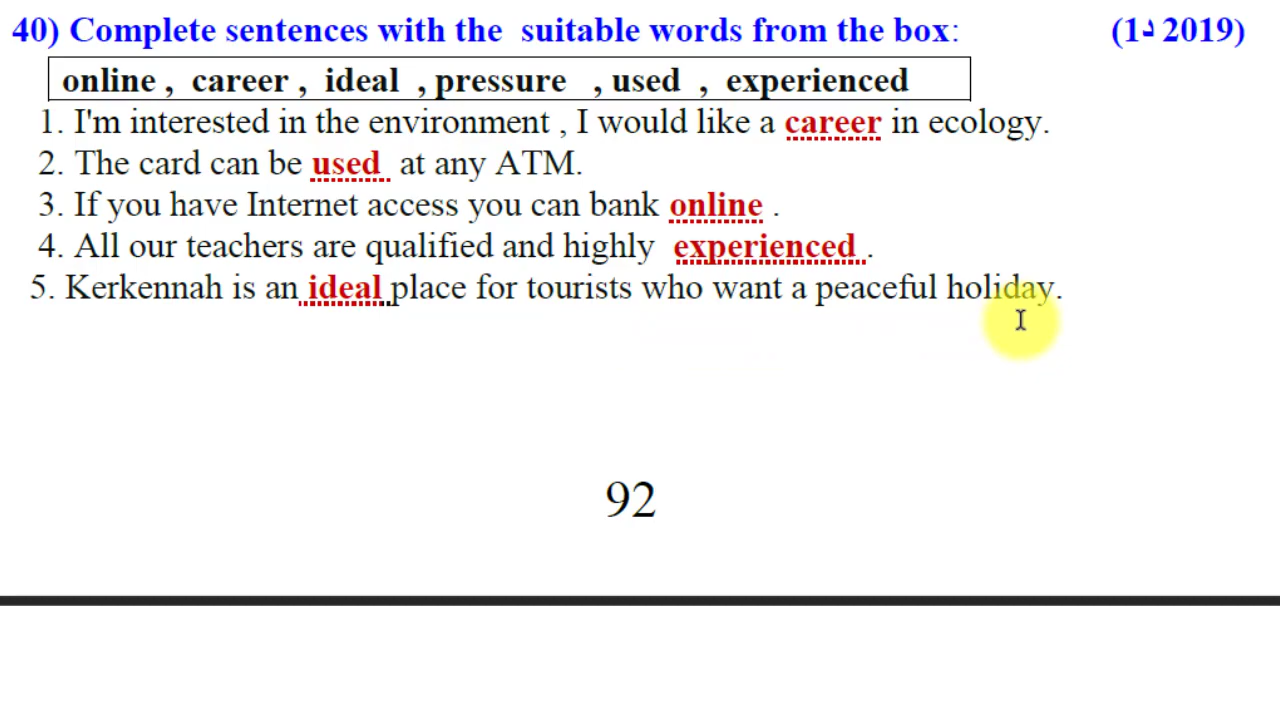 40) Complete sentences with the suitable words from the box: (1د 2019)
online , career , ideal , pressure , used , experienced
1. I'm interested in the environment , I would like a career in ecology.
2. The card can be used at any ATM.
3. If you have Internet access you can bank online .
4. All our teachers are qualified and highly experienced .
5. Kerkennah is an ideal place for tourists who want a peaceful holiday.
92